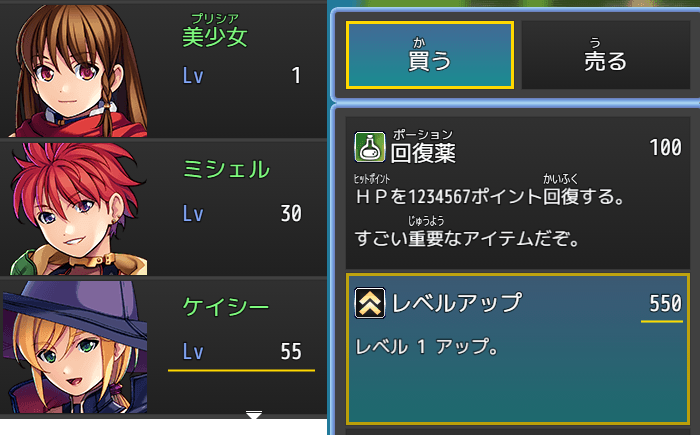 プリシア
美少女
Lv 1
ミシェル
Lv 30
ケイシー
Lv 55
か
買う
う
売る
ポーション
回復薬 100
ヒットポイント かいふく
ＨＰを1234567ポイント回復する。
じゅうよう
すごい重要なアイテムだぞ。
レベルアップ 550
レベル 1 アップ。